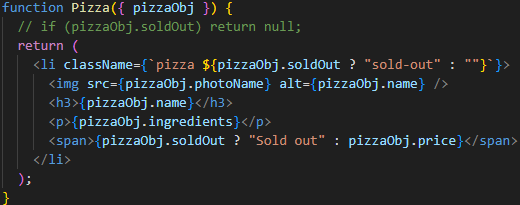 function Pizza({ pizzaObj }) {
  // if (pizzaObj.soldOut) return null;
  return (
    <li className={`pizza ${pizzaObj.soldOut ? "sold-out" : ""}`}>
      <img src={pizzaObj.photoName} alt={pizzaObj.name} />
      <h3>{pizzaObj.name}</h3>
      <p>{pizzaObj.ingredients}</p>
      <span>{pizzaObj.soldOut ? "Sold out" : pizzaObj.price}</span>
    </li>
  );
}